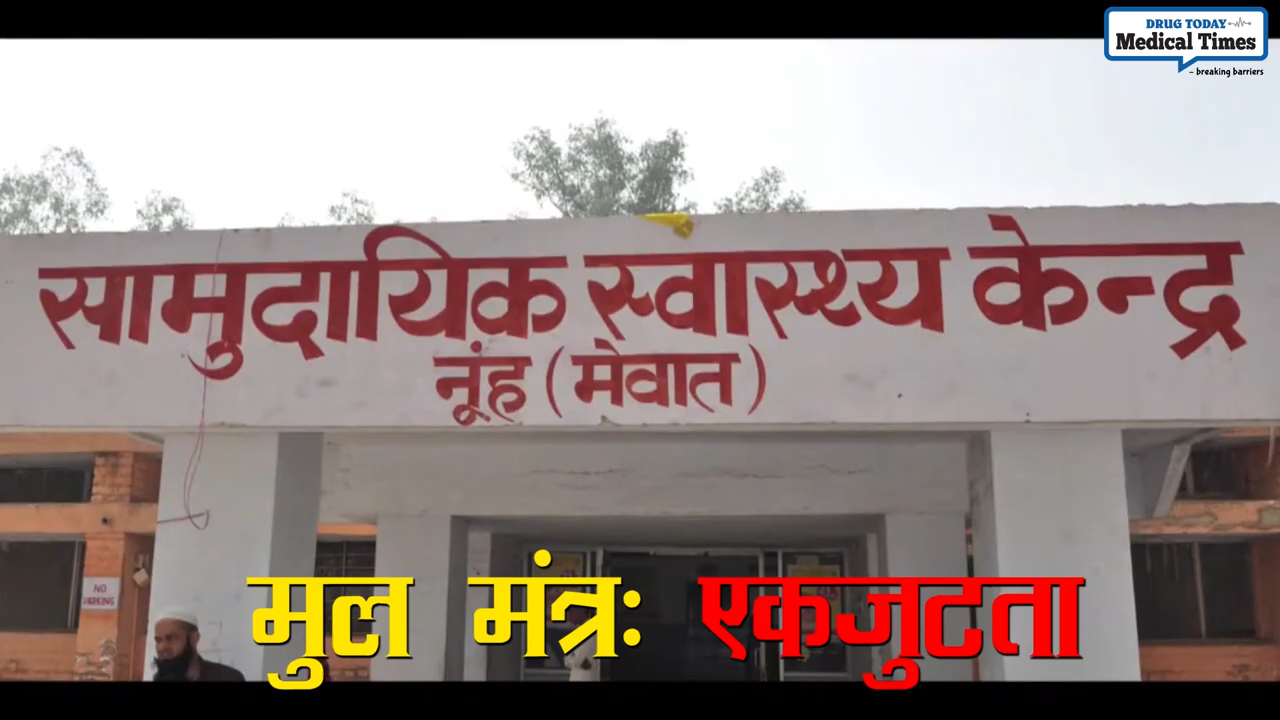 DRUG TODAY
Medical Times
- breaking barriers
सामुदायिक स्वास्थ्य केन्द्र
नूंह (मेवात)
NO
PARKING
मुल मंत्रः एकजुटता